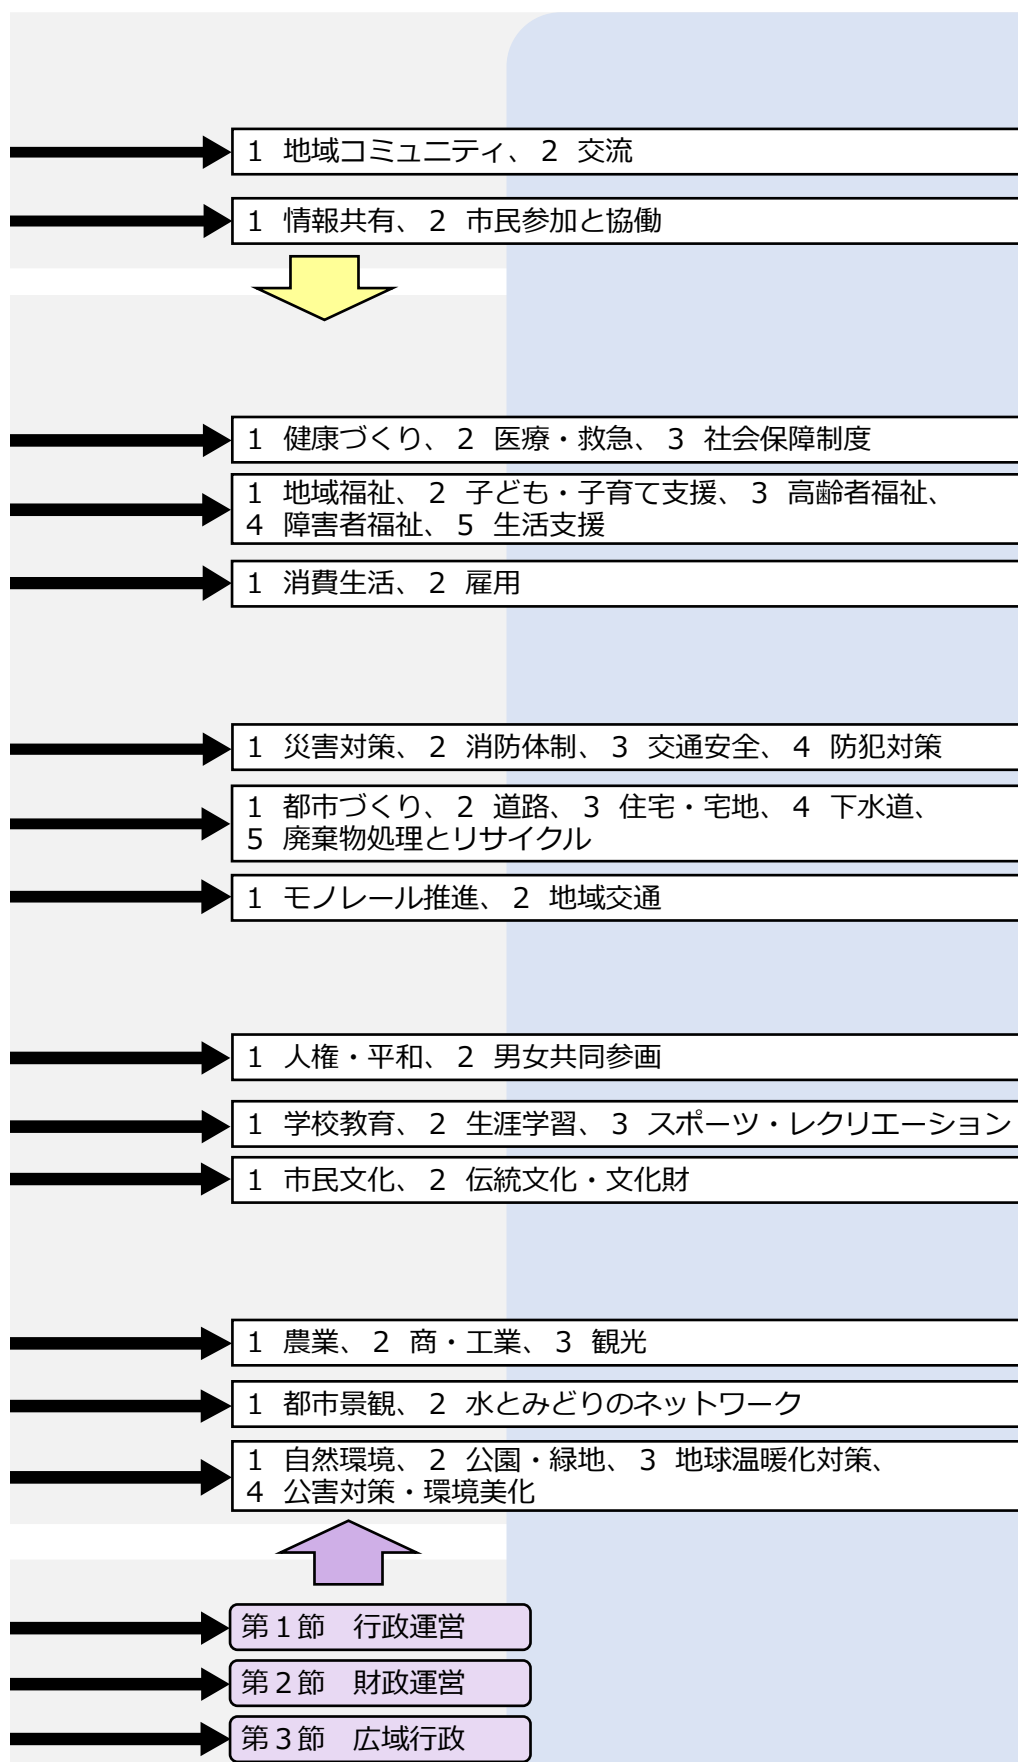 1 地域コミュニティ、2 交流
1 情報共有、2 市民参加と協働
1 健康づくり、2 医療・救急、3 社会保障制度
1 地域福祉、2 子ども・子育て支援、3 高齢者福祉、
4 障害者福祉、5 生活支援
1 消費生活、2 雇用
1 災害対策、2 消防体制、3 交通安全、4 防犯対策
1 都市づくり、2 道路、3 住宅・宅地、4 下水道、
5 廃棄物処理とリサイクル
1 モノレール推進、2 地域交通
1 人権・平和、2 男女共同参画
1 学校教育、2 生涯学習、3 スポーツ・レクリエーション
1 市民文化、2 伝統文化・文化財
1 農業、2 商・工業、3 観光
1 都市景観、2 水とみどりのネットワーク
1 自然環境、2 公園・緑地、3 地球温暖化対策、
4 公害対策・環境美化
第1節 行政運営
第2節 財政運営
第3節 広域行政